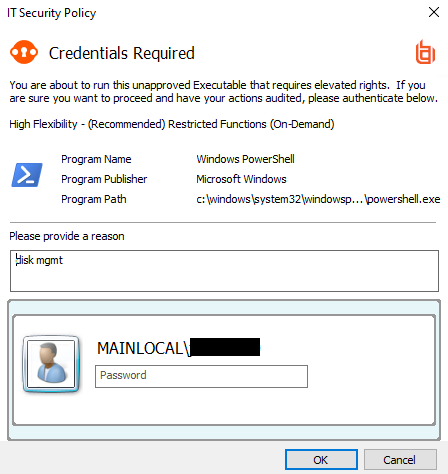 IT Security Policy
Credentials Required
You are about to run this unapproved Executable that requires elevated rights.  If you
are sure you want to proceed and have your actions audited, please authenticate below.
High Flexibility - (Recommended) Restricted Functions (On-Demand)
Program Name Windows PowerShell
Program Publisher Microsoft Windows
Program Path c:\windows\system32\windowsp...\powershell.exe
Please provide a reason
disk mgmt
MAINLOCAL\
Password
OK Cancel